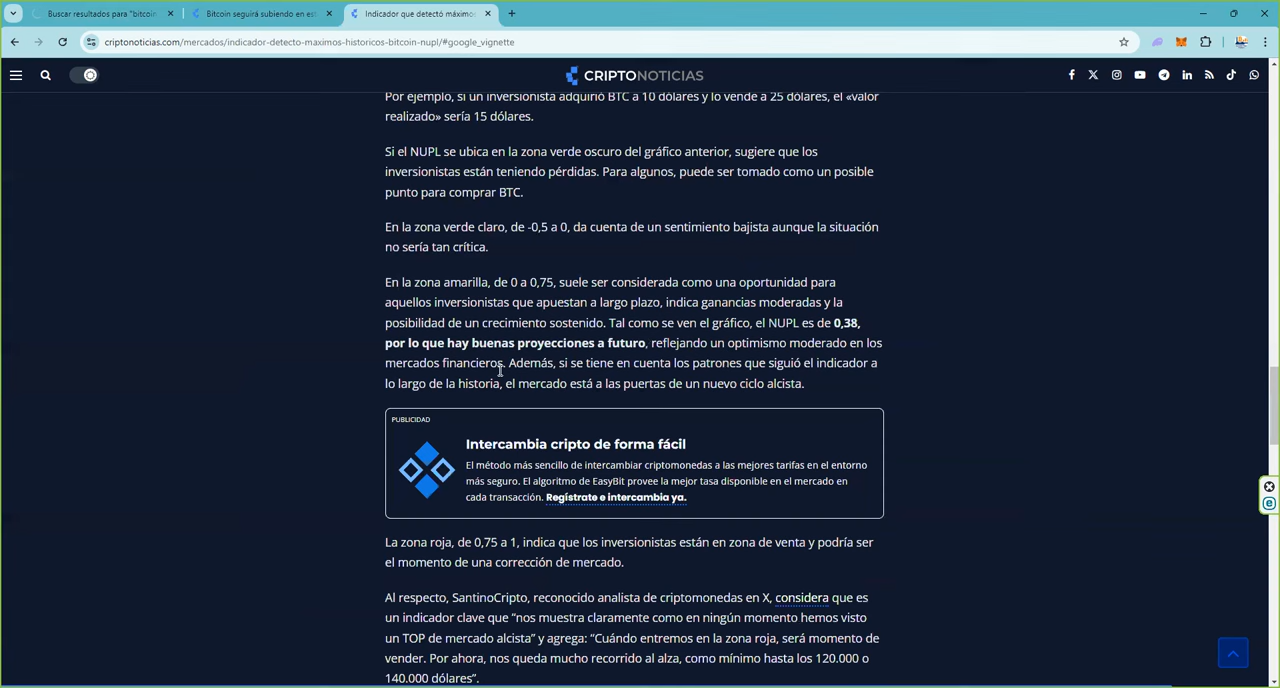 Buscar resultados para "bitcoin
Bitcoin seguirá subiendo en est
Indicador que detectó máximos
criptonoticias.com/mercados/indicador-detecto-maximos-historicos-bitcoin-nupl/#google_vignette
CRIPTONOTICIAS
Por ejemplo, si un inversionista adquirió BTC a 10 dólares y lo vende a 25 dólares, el «valor
realizado» sería 15 dólares.
Si el NUPL se ubica en la zona verde oscuro del gráfico anterior, sugiere que los
inversionistas están teniendo pérdidas. Para algunos, puede ser tomado como un posible
punto para comprar BTC.
En la zona verde claro, de -0,5 a 0, da cuenta de un sentimiento bajista aunque la situación
no sería tan crítica.
En la zona amarilla, de 0 a 0,75, suele ser considerada como una oportunidad para
aquellos inversionistas que apuestan a largo plazo, indica ganancias moderadas y la
posibilidad de un crecimiento sostenido. Tal como se ven el gráfico, el NUPL es de 0,38,
por lo que hay buenas proyecciones a futuro, reflejando un optimismo moderado en los
mercados financieros. Además, si se tiene en cuenta los patrones que siguió el indicador a
lo largo de la historia, el mercado está a las puertas de un nuevo ciclo alcista.
PUBLICIDAD
Intercambia cripto de forma fácil
El método más sencillo de intercambiar criptomonedas a las mejores tarifas en el entorno
más seguro. El algoritmo de EasyBit provee la mejor tasa disponible en el mercado en
cada transacción. Regístrate e intercambia ya.
La zona roja, de 0,75 a 1, indica que los inversionistas están en zona de venta y podría ser
el momento de una corrección de mercado.
Al respecto, SantinoCripto, reconocido analista de criptomonedas en X, considera que es
un indicador clave que “nos muestra claramente como en ningún momento hemos visto
un TOP de mercado alcista” y agrega: “Cuándo entremos en la zona roja, será momento de
vender. Por ahora, nos queda mucho recorrido al alza, como mínimo hasta los 120.000 o
140.000 dólares”.